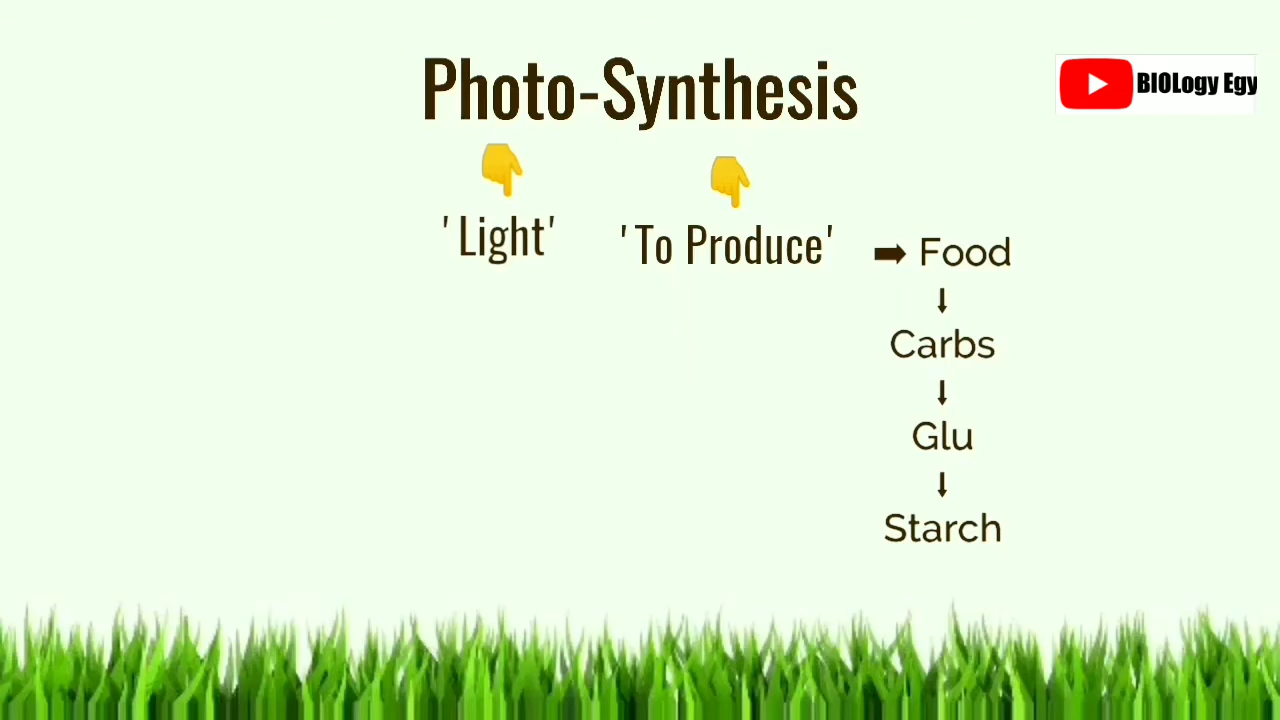 Photo-Synthesis
BIOLogy Egy
'Light' 'To Produce' ➡ Food
Carbs
Glu
Starch